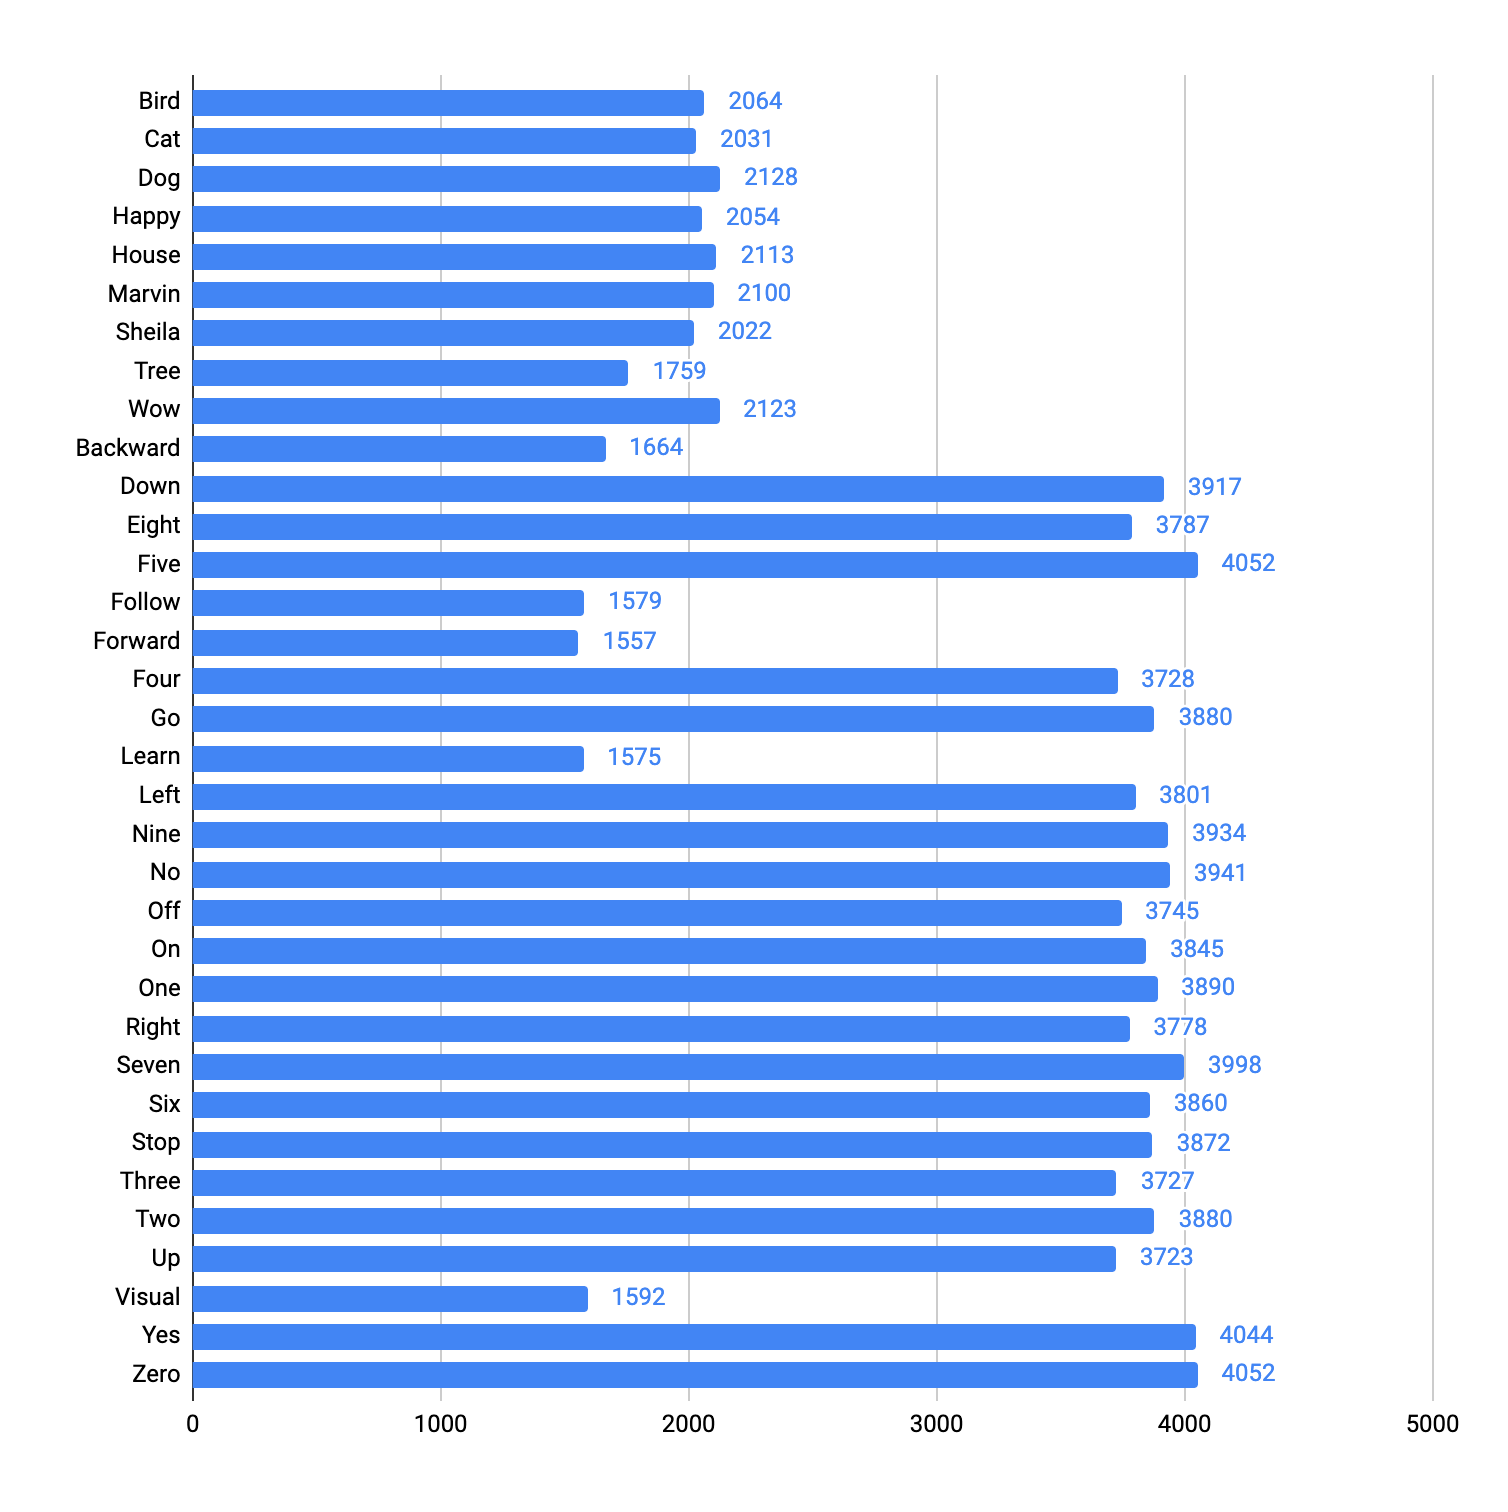 Bird 2064
Cat 2031
Dog 2128
Happy 2054
House 2113
Marvin 2100
Sheila 2022
Tree 1759
Wow 2123
Backward 1664
Down 3917
Eight 3787
Five 4052
Follow 1579
Forward 1557
Four 3728
Go 3880
Learn 1575
Left 3801
Nine 3934
No 3941
Off 3745
On 3845
One 3890
Right 3778
Seven 3998
Six 3860
Stop 3872
Three 3727
Two 3880
Up 3723
Visual 1592
Yes 4044
Zero 4052
0 1000 2000 3000 4000 5000